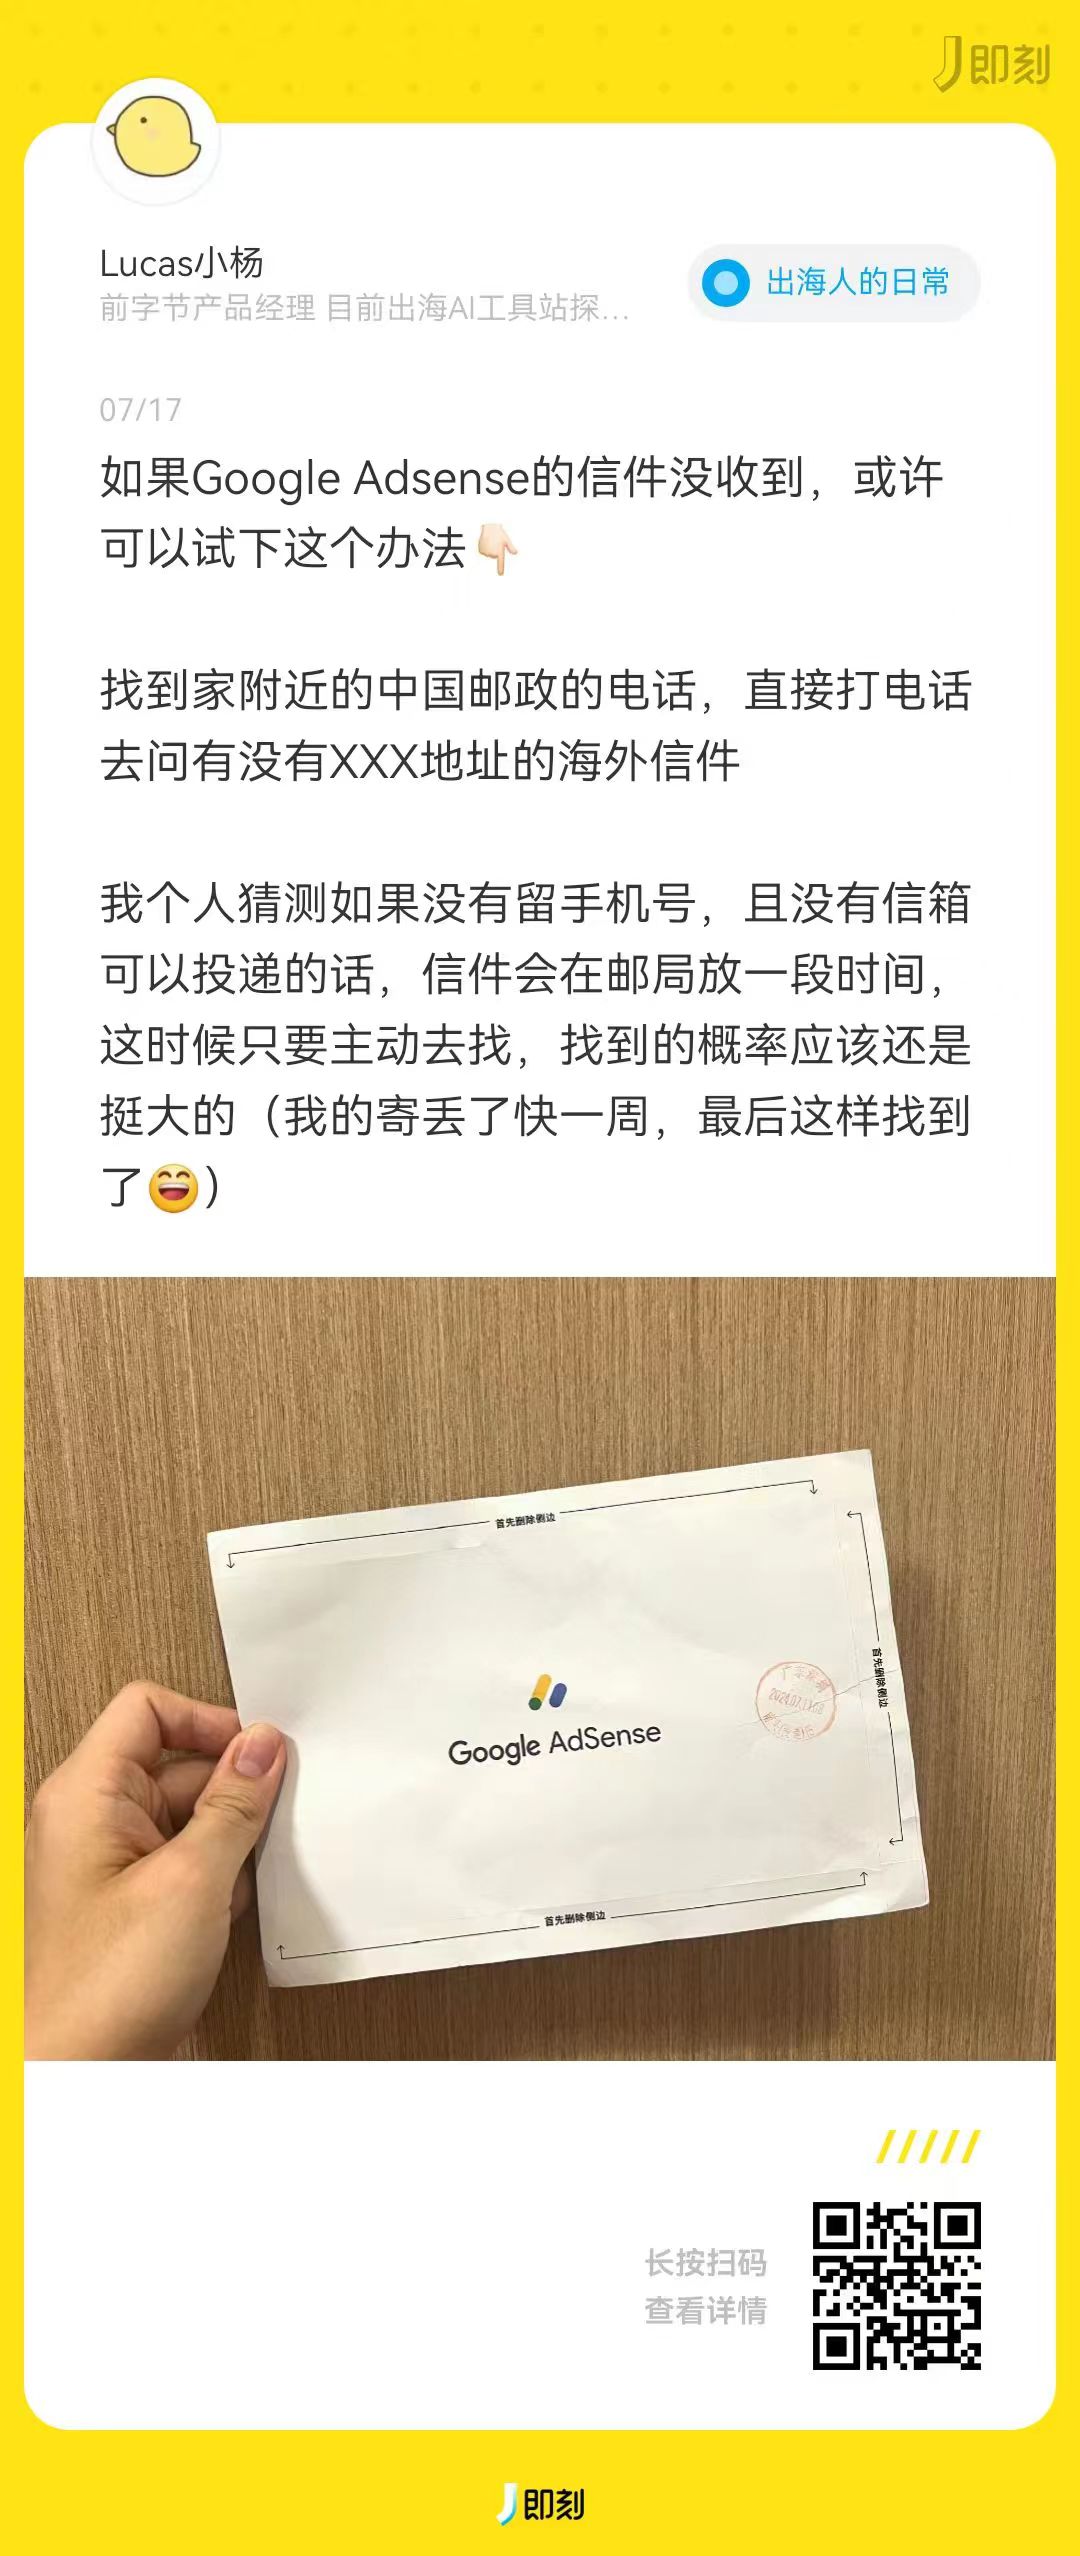 即刻
Lucas小杨
前字节产品经理 目前出海AI工具站探...
出海人的日常
07/17
如果Google Adsense的信件没收到，或许
可以试下这个办法👇🏻
找到家附近的中国邮政的电话，直接打电话
去问有没有XXX地址的海外信件
我个人猜测如果没有留手机号，且没有信箱
可以投递的话，信件会在邮局放一段时间，
这时候只要主动去找，找到的概率应该还是
挺大的（我的寄丢了快一周，最后这样找到
了😄）
首先删除侧边
首先删除侧边
Google AdSense
首先删除侧边
长按扫码
查看详情
即刻